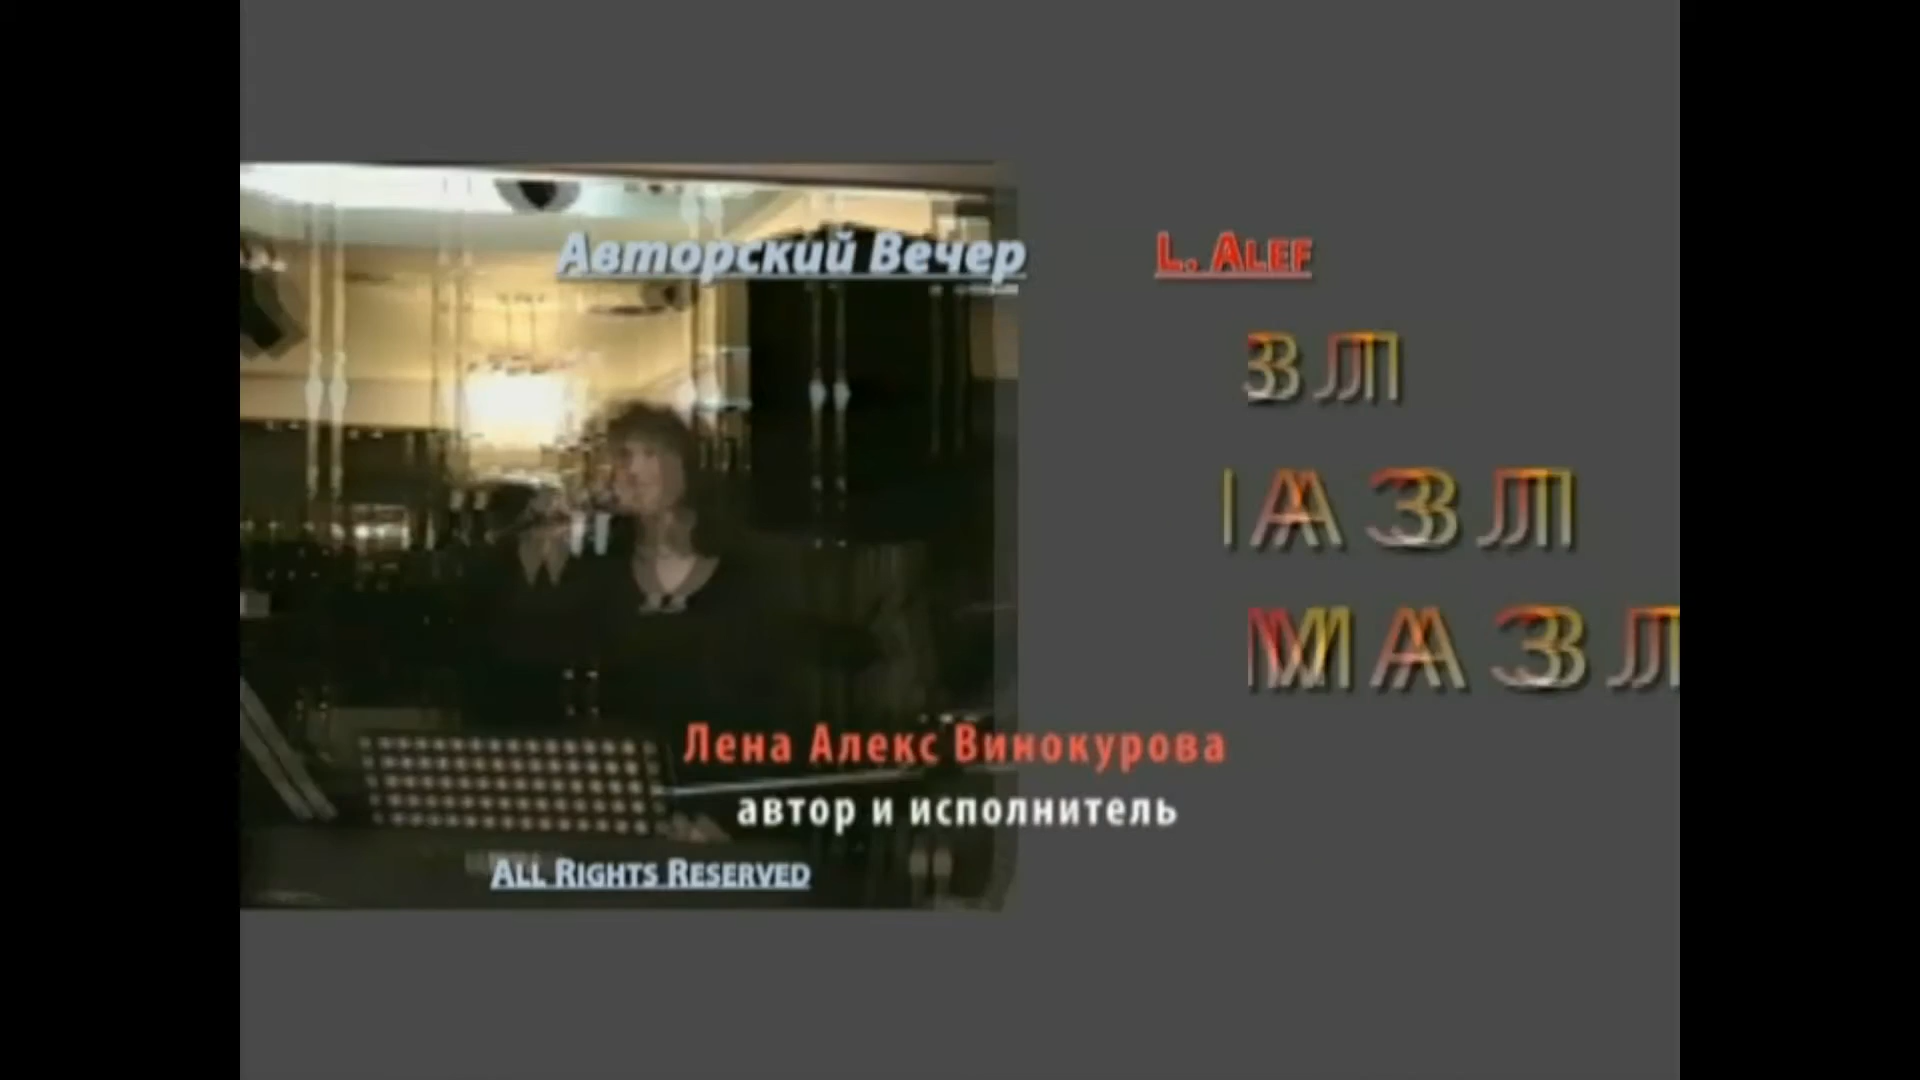 Авторский Вечер
L. ALEF
ЗЛ
АЗЛ
МАЗЛ
Лена Алекс Винокурова
автор и исполнитель
ALL RIGHTS RESERVED